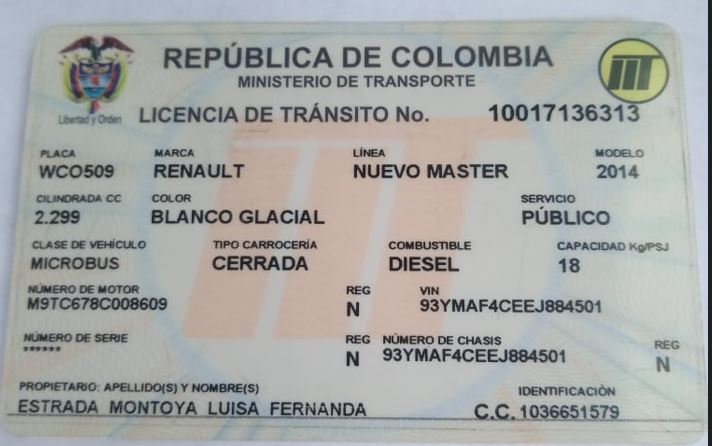 REPÚBLICA DE COLOMBIA
MINISTERIO DE TRANSPORTE
Libertad y Orden
LICENCIA DE TRÁNSITO No. 10017136313
PLACA MARCA LÍNEA MODELO
WCO509 RENAULT NUEVO MASTER 2014
CILINDRADA CC COLOR SERVICIO
2.299 BLANCO GLACIAL PÚBLICO
CLASE DE VEHÍCULO TIPO CARROCERÍA COMBUSTIBLE CAPACIDAD Kg/PSJ
MICROBUS CERRADA DIESEL 18
NÚMERO DE MOTOR REG VIN
M9TC678C008609 N 93YMAF4CEEJ884501
NÚMERO DE SERIE REG NÚMERO DE CHASIS REG
****** N 93YMAF4CEEJ884501 N
PROPIETARIO: APELLIDO(S) Y NOMBRE(S) IDENTIFICACIÓN
ESTRADA MONTOYA LUISA FERNANDA C.C. 1036651579